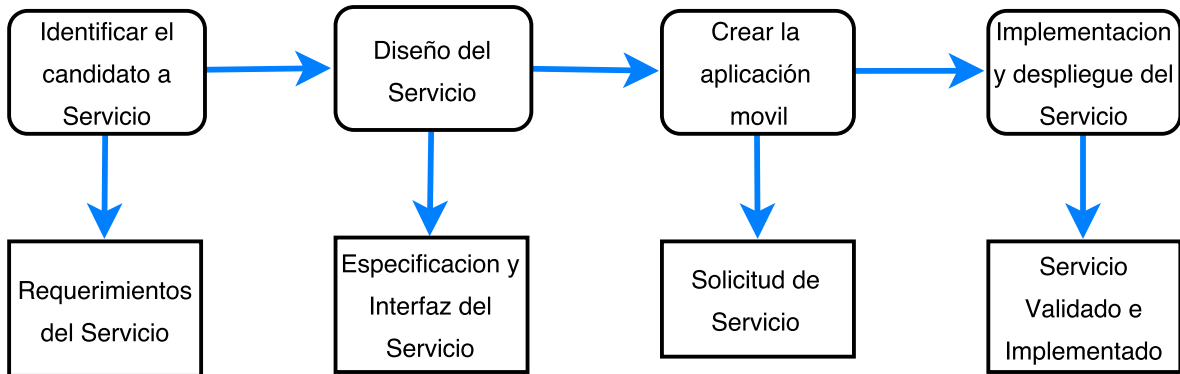 Identificar el
candidato a
Servicio
Diseño del
Servicio
Crear la
aplicación
movil
Implementacion
y despliegue del
Servicio
Requerimientos
del Servicio
Especificacion y
Interfaz del
Servicio
Solicitud de
Servicio
Servicio
Validado e
Implementado